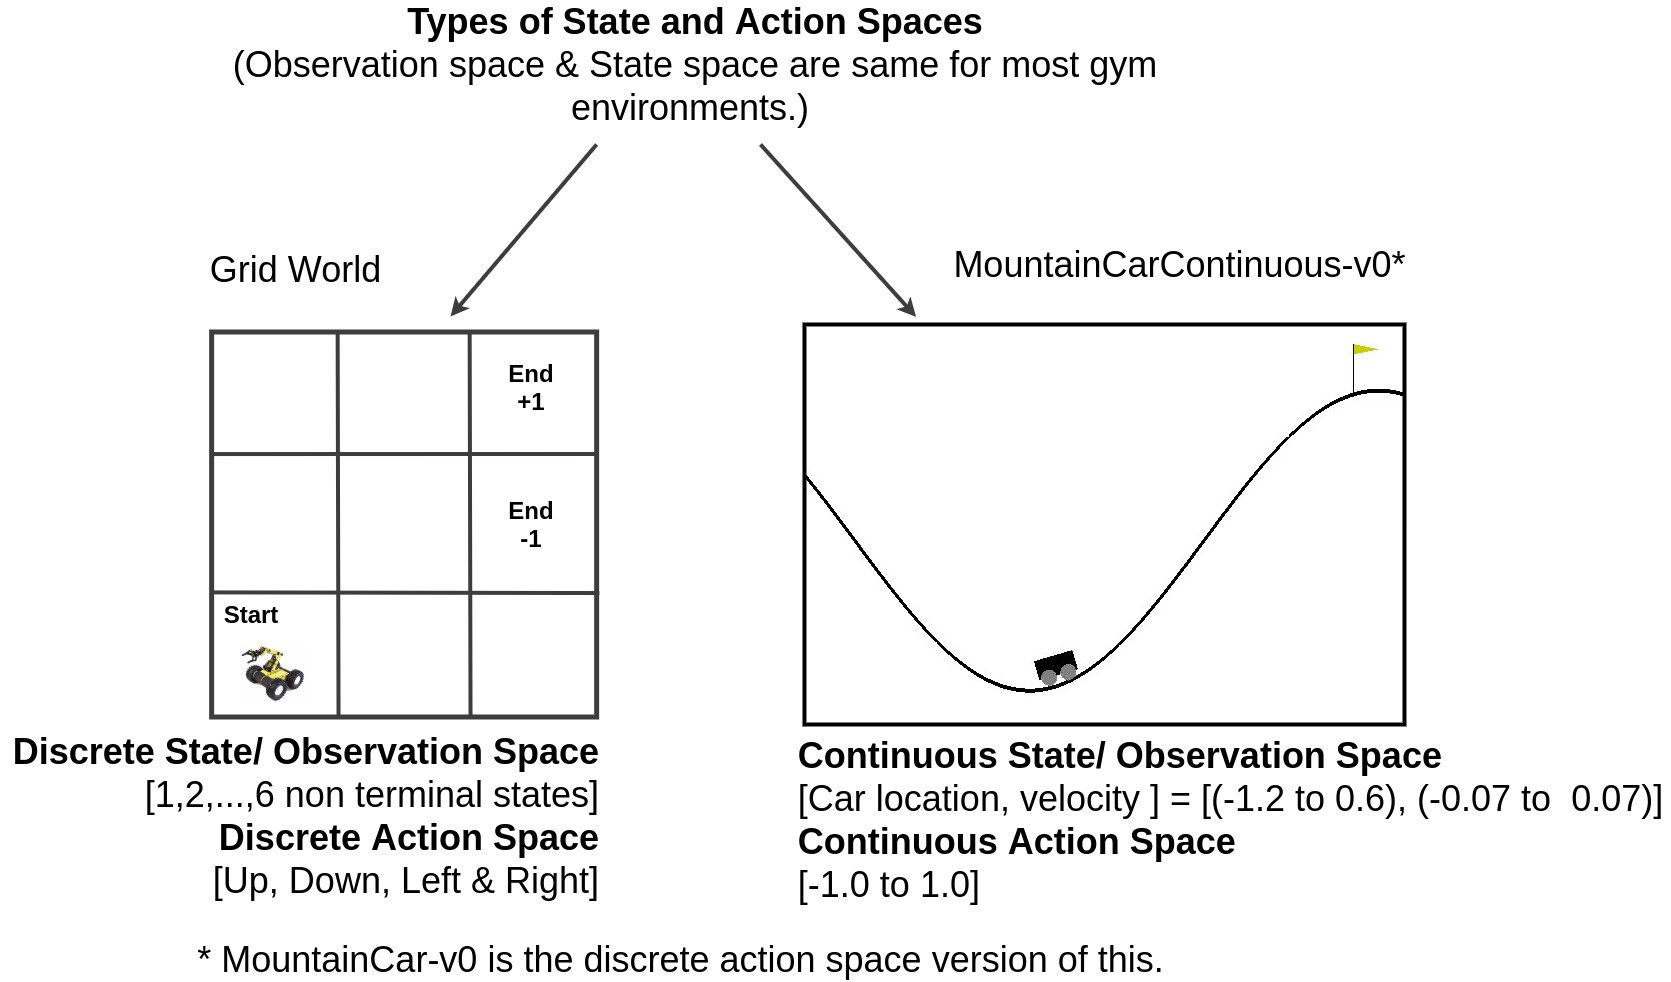 Types of State and Action Spaces
(Observation space & State space are same for most gym
environments.)
Grid World
MountainCarContinuous-v0*
End
+1
End
-1
Start
Discrete State/ Observation Space
[1,2,...,6 non terminal states]
Discrete Action Space
[Up, Down, Left & Right]
Continuous State/ Observation Space
[Car location, velocity ] = [(-1.2 to 0.6), (-0.07 to  0.07)]
Continuous Action Space
[-1.0 to 1.0]
* MountainCar-v0 is the discrete action space version of this.